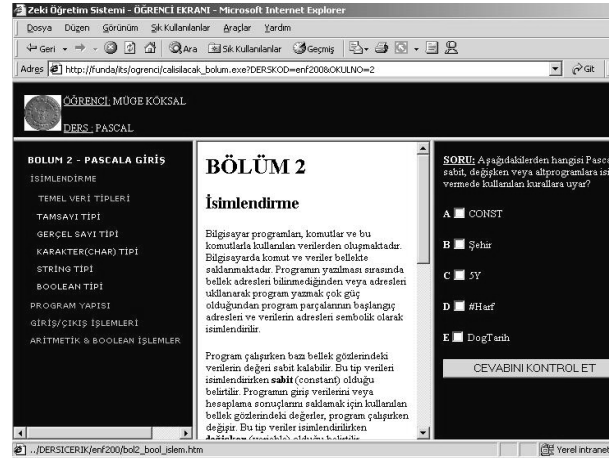 Zeki Öğretim Sistemi - ÖĞRENCİ EKRANI - Microsoft Internet Explorer
Dosya Düzen Görünüm Sık Kullanılanlar Araçlar Yardım
Geri Ara Sık Kullanılanlar Geçmiş
Adres http://funda/its/ogrenci/calisilacak_bolum.exe?DERSKOD=enf200&OKULNO=2 Git
ÖĞRENCİ: MÜGE KÖKSAL
DERS : PASCAL
BOLUM 2 - PASCALA GİRİŞ
İSİMLENDİRME
TEMEL VERİ TİPLERİ
TAMSAYI TİPİ
GERÇEL SAYI TİPİ
KARAKTER(CHAR) TİPİ
STRİNG TİPİ
BOOLEAN TİPİ
PROGRAM YAPISI
GİRİŞ/ÇIKIŞ İŞLEMLERİ
ARİTMETİK & BOOLEAN İŞLEMLER
BÖLÜM 2
İsimlendirme
Bilgisayar programları, komutlar ve bu
komutlarla kullanılan verilerden oluşmaktadır.
Bilgisayarda komut ve veriler bellekte
saklanmaktadır. Programın yazılması sırasında
bellek adresleri bilinmediğinden veya adresleri
ukllanarak program yazmak çok güç
olduğundan program parçalarının başlangıç
adresleri ve verilerin adresleri sembolik olarak
isimlendirilir.
Program çalışırken bazı bellek gözlerindeki
verilerin değeri sabit kalabilir. Bu tip verileri
isimlendirirken sabit (constant) olduğu
belirtilir. Programın giriş verilerini veya
hesaplama sonuçlarını saklamak için kullanılan
bellek gözlerindeki değerler, program çalışırken
değişir. Bu tip veriler isimlendirilirken
değişken (variable) olduğu belirtilir
SORU: Aşağıdakilerden hangisi Pasca
sabit, değişken veya altprogramlara isi
vermede kullanılan kurallara uyar?
A CONST
B Şehir
C 5Y
D #Harf
E DogTarih
CEVABINI KONTROL ET
../DERSICERIK/enf200/bol2_bool_islem.htm Yerel intranet